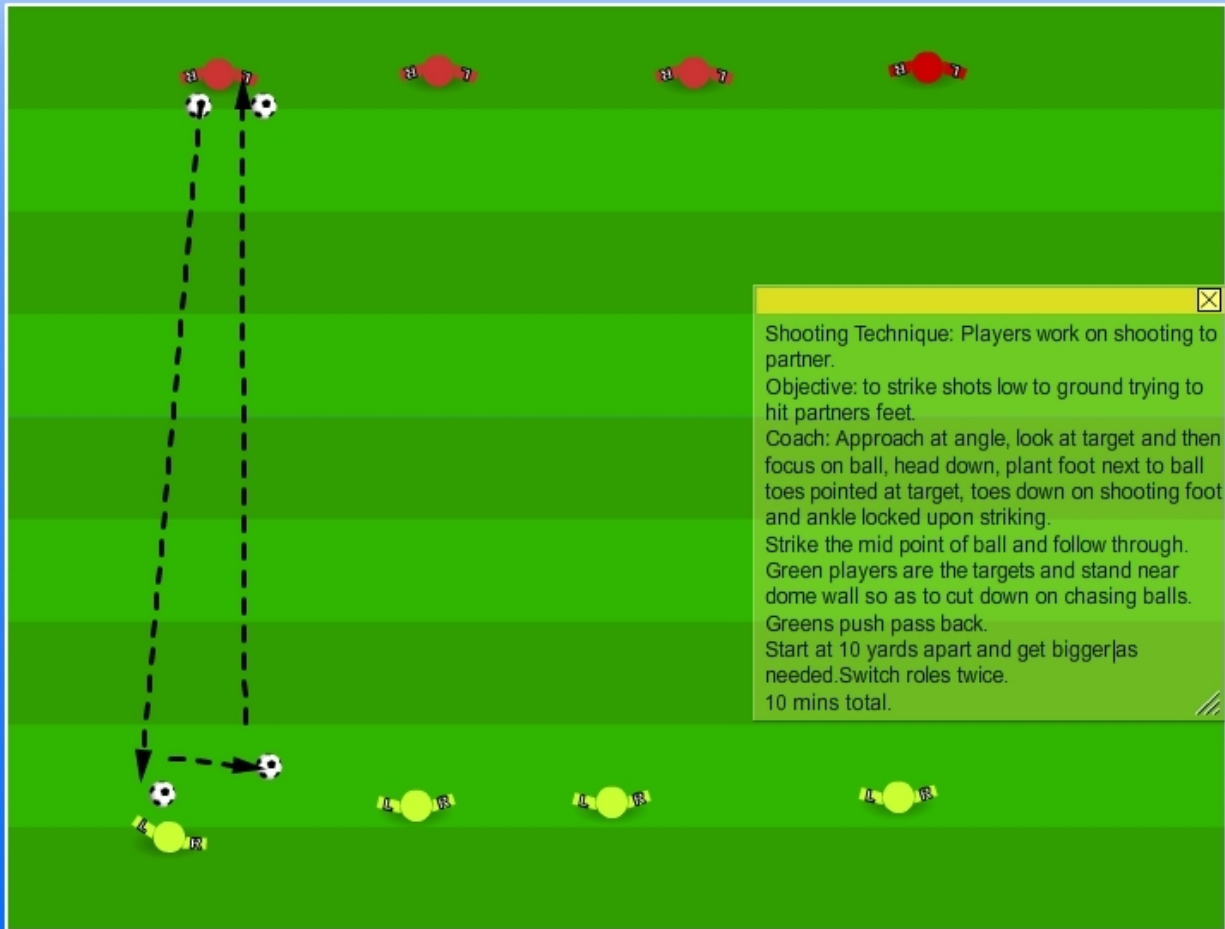 R L R L R L R L
Shooting Technique: Players work on shooting to
partner.
Objective: to strike shots low to ground trying to
hit partners feet.
Coach: Approach at angle, look at target and then
focus on ball, head down, plant foot next to ball
toes pointed at target, toes down on shooting foot
and ankle locked upon striking.
Strike the mid point of ball and follow through.
Green players are the targets and stand near
dome wall so as to cut down on chasing balls.
Greens push pass back.
Start at 10 yards apart and get bigger as
needed.Switch roles twice.
10 mins total.
L R L R L R L R